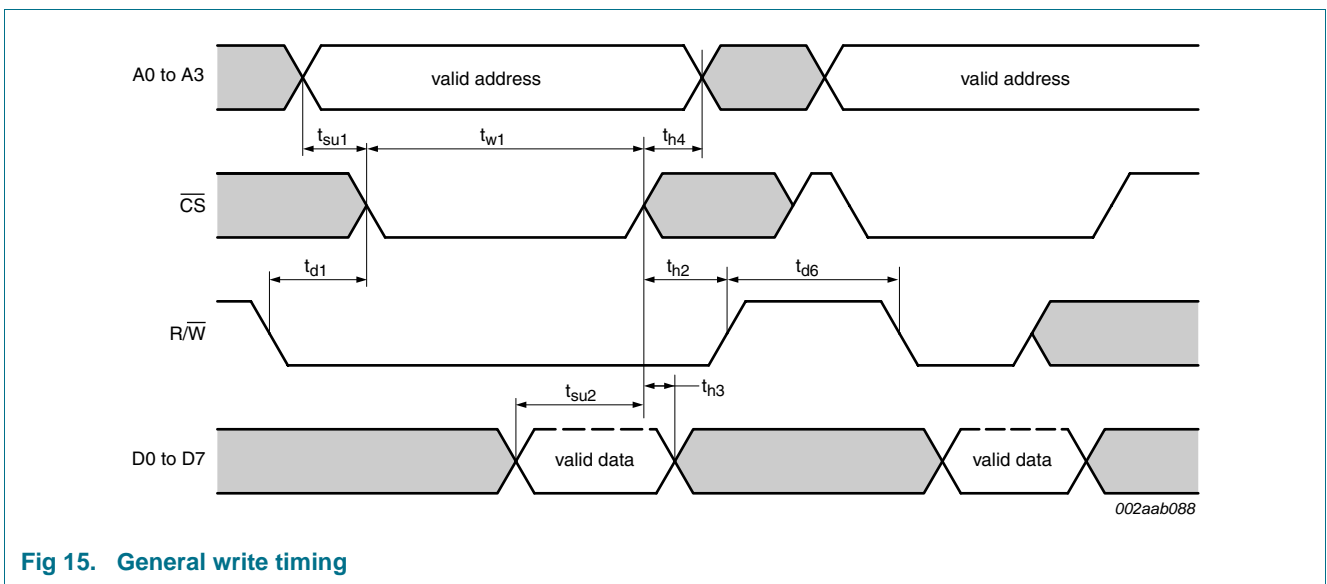 A0 to A3
valid address
valid address
tsu1
tw1
th4
CS
td1
th2
td6
R/W
tsu2
th3
D0 to D7
valid data
valid data
002aab088
Fig 15. General write timing